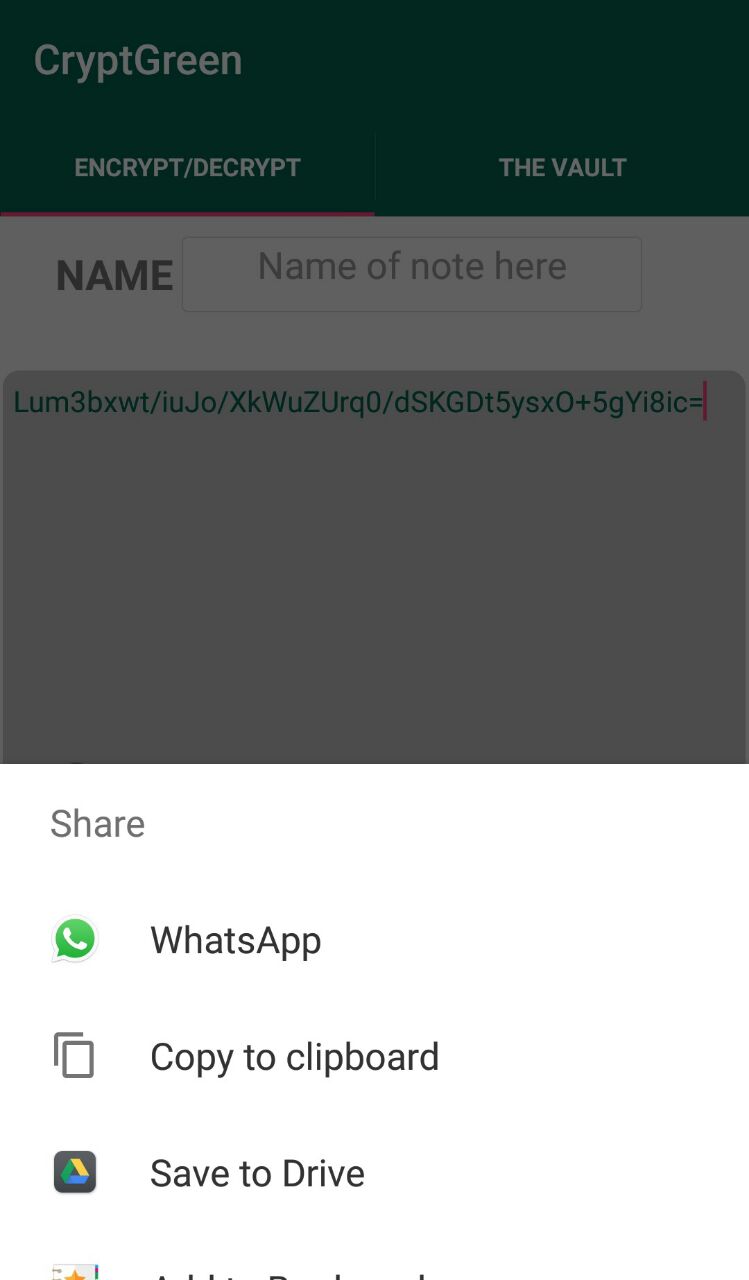 CryptGreen
ENCRYPT/DECRYPT THE VAULT
NAME Name of note here
Lum3bxwt/iuJo/XkWuZUrq0/dSKGDt5ysxO+5gYi8ic=
Share
WhatsApp
Copy to clipboard
Save to Drive